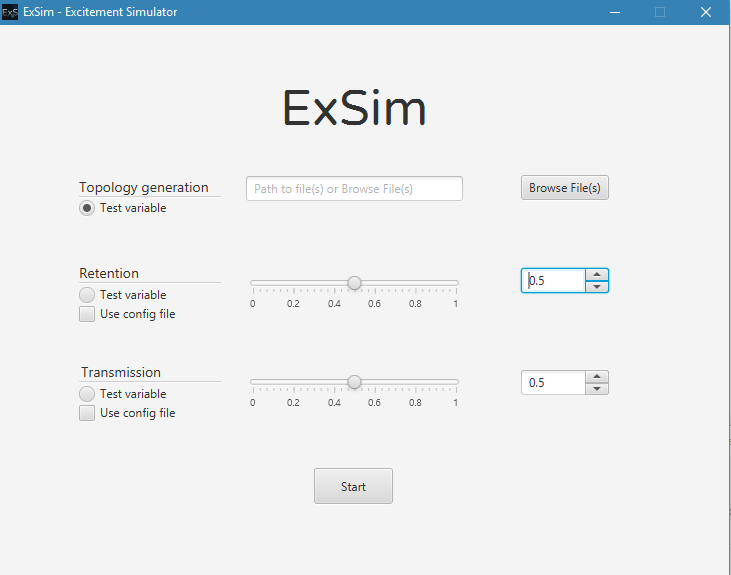 ExS ExSim - Excitement Simulator
ExSim
Topology generation
Path to file(s) or Browse File(s)
Browse File(s)
Test variable
Retention
Test variable
Use config file
0 0.2 0.4 0.6 0.8 1
0.5
Transmission
Test variable
Use config file
0 0.2 0.4 0.6 0.8 1
0.5
Start